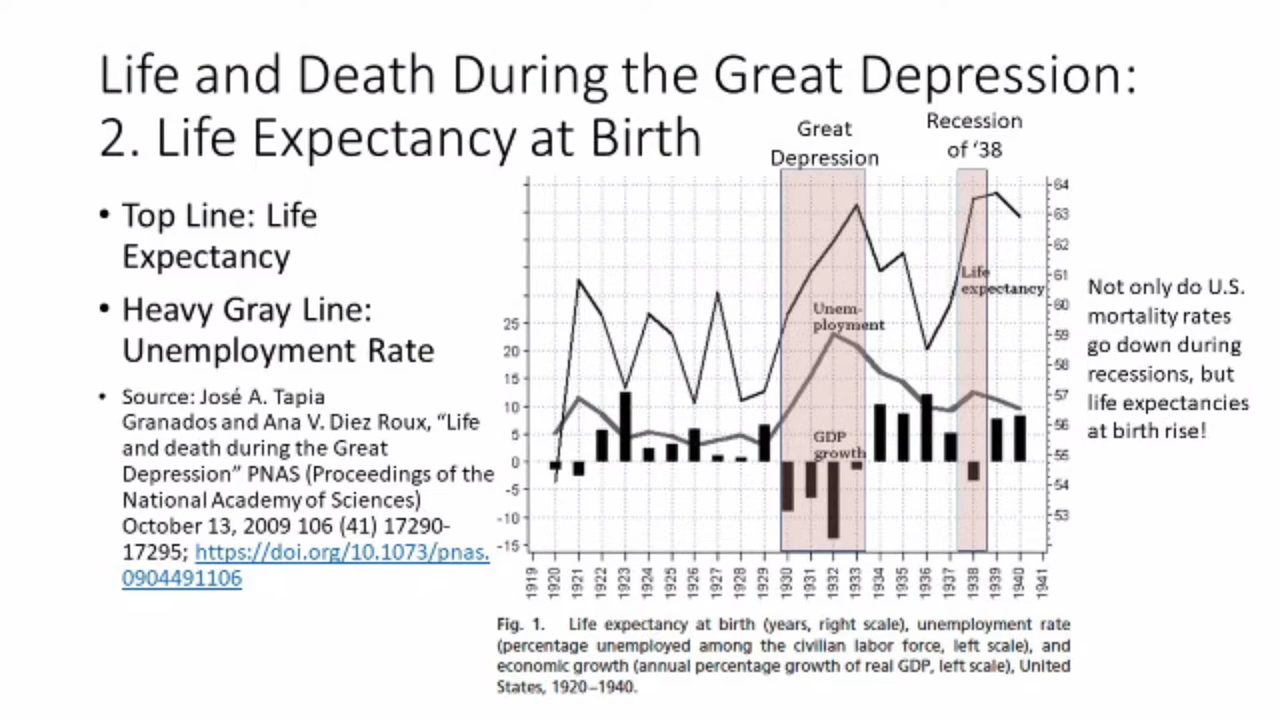 Life and Death During the Great Depression:
2. Life Expectancy at Birth
• Top Line: Life
Expectancy
• Heavy Gray Line:
Unemployment Rate
• Source: José A. Tapia
Granados and Ana V. Diez Roux, “Life
and death during the Great
Depression” PNAS (Proceedings of the
National Academy of Sciences)
October 13, 2009 106 (41) 17290-
17295; https://doi.org/10.1073/pnas.
0904491106
Great
Depression
Recession
of ‘38
Life
expectancy
Unem-
ployment
GDP
growth
25
20
15
10
5
0
-5
-10
-15
64
63
62
61
60
59
58
57
56
55
54
53
1919
1920
1921
1922
1923
1924
1925
1926
1927
1928
1929
1930
1931
1932
1933
1934
1935
1936
1937
1938
1939
1940
1941
Fig. 1. Life expectancy at birth (years, right scale), unemployment rate
(percentage unemployed among the civilian labor force, left scale), and
economic growth (annual percentage growth of real GDP, left scale), United
States, 1920–1940.
Not only do U.S.
mortality rates
go down during
recessions, but
life expectancies
at birth rise!